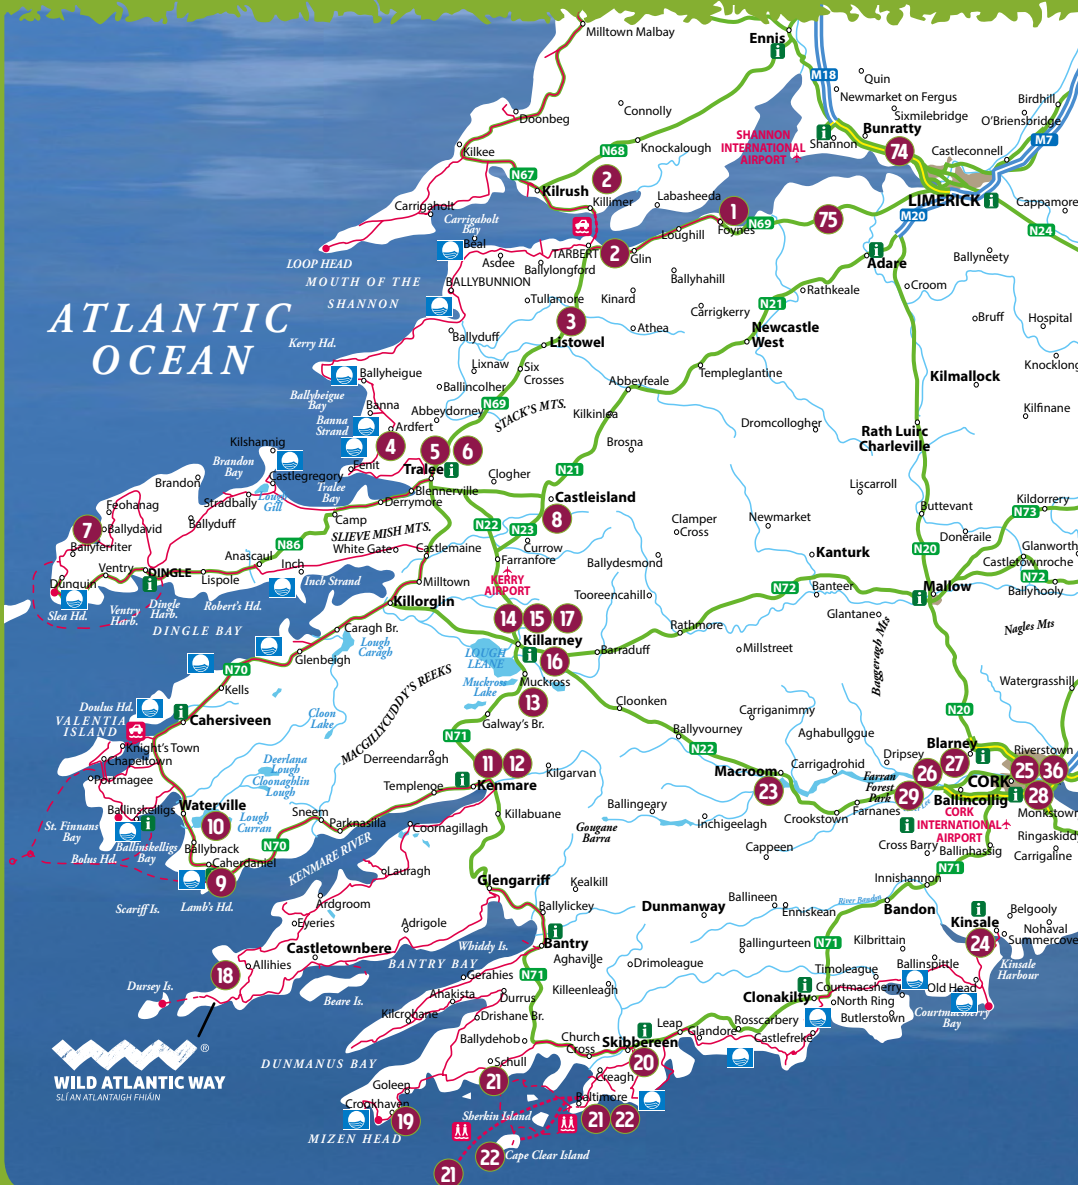 Milltown Malbay
Ennis
i
M18
Quin
Newmarket on Fergus
Birdhill
Connolly
Sixmilebridge
O'Briensbridge
Doonbeg
SHANNON
INTERNATIONAL
AIRPORT
i
Shannon
Bunratty
M7
Kilkee
N68
Knockalough
74
Castleconnell
N67
2
Kilrush
Killimer
Labasheeda
LIMERICK
i
Cappamore
Carrigaholt
1
Foynes
N69
75
M20
Carrigaholt
Bay
N24
Loughill
Beal
TARBERT
2
Glin
i
Adare
Ballyneety
LOOP HEAD
Asdee
Ballylongford
MOUTH OF THE
SHANNON
BALLYBUNNION
Ballyhahill
Rathkeale
Croom
Tullamore
Kinard
N21
Carrigkerry
ATLANTIC
OCEAN
3
Athea
Newcastle
West
Bruff
Hospital
Kerry Hd.
Ballyduff
Listowel
Lixnaw
Six
Crosses
Templeglantine
Knocklong
Ballyheigue
Ballincolher
Abbeyfeale
Kilmallock
Ballyheigue
Bay
N69
Banna
Abbeydorney
STACK'S MTS.
Kilkinlea
Kilfinane
Banna
Strand
Ardfert
Dromcollogher
Rath Luirc
Charleville
Kilshannig
4
5
6
Brosna
Brandon
Bay
Fenit
Tralee
i
N21
Castlegregory
Clogher
Brandon
Tralee
Bay
Blennerville
Liscarroll
Stradbally
Lough
Gill
Derrymore
Castleisland
Kildorrery
Feohanag
8
Buttevant
N73
7
Ballydavid
Ballyduff
Camp
N22
N23
Clamper
Cross
Newmarket
SLIEVE MISH MTS.
Doneraile
Ballyferriter
N86
White Gate
Castlemaine
Currow
Kanturk
N20
Glanworth
Anascaul
Inch
Farranfore
Ballydesmond
Castletownroche
Ventry
DINGLE
Lispole
Inch Strand
KERRY
AIRPORT
N72
Dunquin
i
Milltown
Banteer
Mallow
i
N72
Ballyhooly
Slea Hd.
Ventry
Harb.
Dingle
Harb.
Robert's Hd.
Killorglin
Tooreencahill
Glantane
DINGLE BAY
Caragh Br.
14
15
17
Rathmore
Nagles Mts
Lough
Caragh
Killarney
i
Millstreet
Baggeragh Mts
Glenbeigh
LOUGH
LEANE
16
Barraduff
N70
Muckross
Lake
Muckross
Kells
MACGILLYCUDDY'S REEKS
13
Cloonken
Watergrasshill
Doulus Hd.
VALENTIA
ISLAND
i
Cahersiveen
Cloon
Lake
Galway's Br.
Carriganimmy
N20
N71
Ballyvourney
Aghabullogue
Knight's Town
N22
Dripsey
Blarney
i
Riverstown
Chapeltown
Deerlana
Lough
Cloonaghlin
Lough
Derreendarragh
11
12
Kilgarvan
Macroom
Carrigadrohid
26
27
25
36
Portmagee
Templenoe
i
Kenmare
23
Farran
Forest
Park
CORK
Waterville
29
Ballincollig
i
28
Ballinskelligs
i
10
Lough
Curran
Sneem
Parknasilla
Killabuane
Ballingeary
Crookstown
Farnanes
Monkstown
St. Finnans
Bay
Coornagillagh
Gougane
Barra
Inchigeelagh
i
CORK
INTERNATIONAL
AIRPORT
Ringaskiddy
Ballinskelligs
Bay
Ballybrack
N70
KENMARE RIVER
Cappeen
Cross Barry
Ballinhassig
Carrigaline
Bolus Hd.
Caherdaniel
Lauragh
N71
9
Glengarriff
Kealkill
Innishannon
Scariff Is.
Lamb's Hd.
Ardgroom
Ballylickey
Dunmanway
Ballineen
River Bandon
Bandon
Eyeries
Adrigole
Enniskean
i
Kinsale
Belgooly
Nohaval
Castletownbere
Whiddy Is.
i
Bantry
Ballingurteen
N71
Kilbrittain
24
Summercove
18
Allihies
BANTRY BAY
Aghaville
Drimoleague
Timoleague
Ballinspittle
Kinsale
Harbour
Dursey Is.
Gerahies
N71
Killeenleagh
i
Courtmacsherry
Old Head
Beare Is.
Ahakista
Durrus
Clonakilty
North Ring
Kilcrohane
Drishane Br.
Rosscarbery
Butlerstown
Courtmacsherry
Bay
Church
Cross
i
Leap
Glandore
Castlefreke
®
WILD ATLANTIC WAY
SLÍ AN ATLANTAIGH FHIÁIN
Ballydehob
Skibbereen
DUNMANUS BAY
Schull
20
Goleen
21
Creagh
Crookhaven
Baltimore
19
Sherkin Island
21
22
MIZEN HEAD
22
Cape Clear Island
21